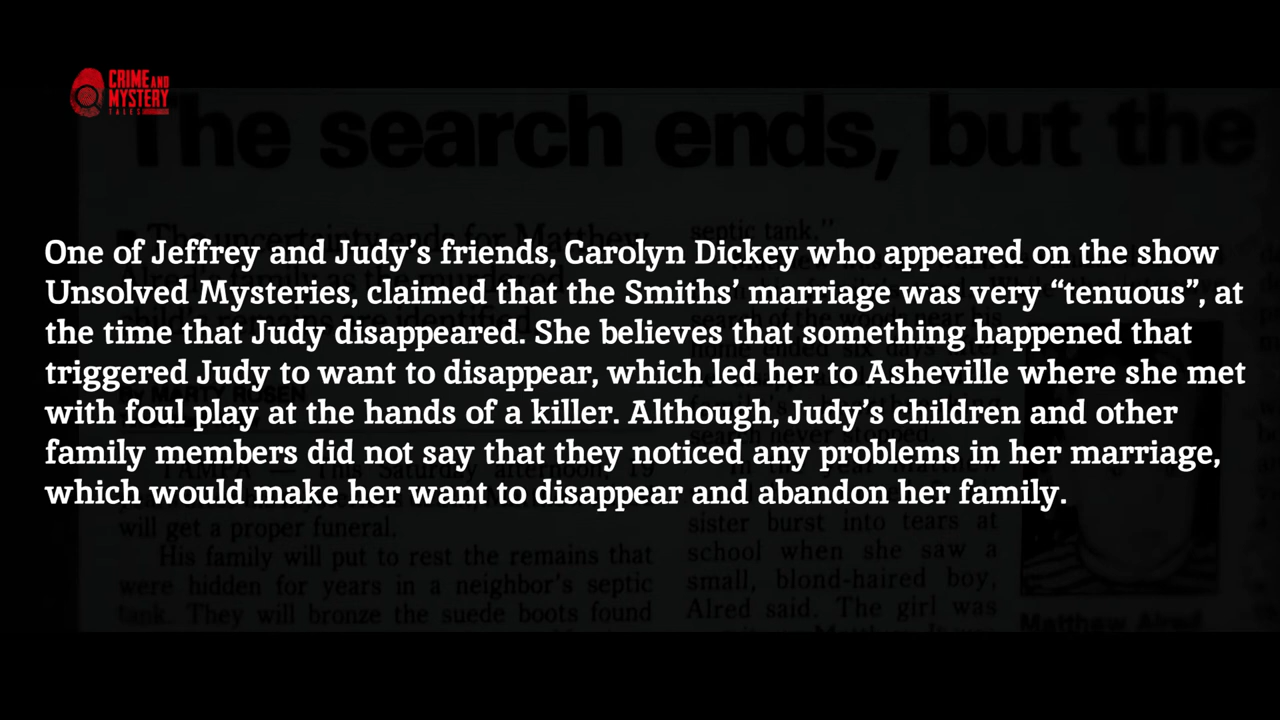 CRIME AND
MYSTERY
TALES
The search ends, but the
One of Jeffrey and Judy’s friends, Carolyn Dickey who appeared on the show
Unsolved Mysteries, claimed that the Smiths’ marriage was very “tenuous”, at
the time that Judy disappeared. She believes that something happened that
triggered Judy to want to disappear, which led her to Asheville where she met
with foul play at the hands of a killer. Although, Judy’s children and other
family members did not say that they noticed any problems in her marriage,
which would make her want to disappear and abandon her family.
septic tank,"
will get a proper funeral.
His family will put to rest the remains that
were hidden for years in a neighbor's septic
tank. They will bronze the suede boots found
sister burst into tears at
school when she saw a
small, blond-haired boy,
Alred said. The girl was
Matthew Alred